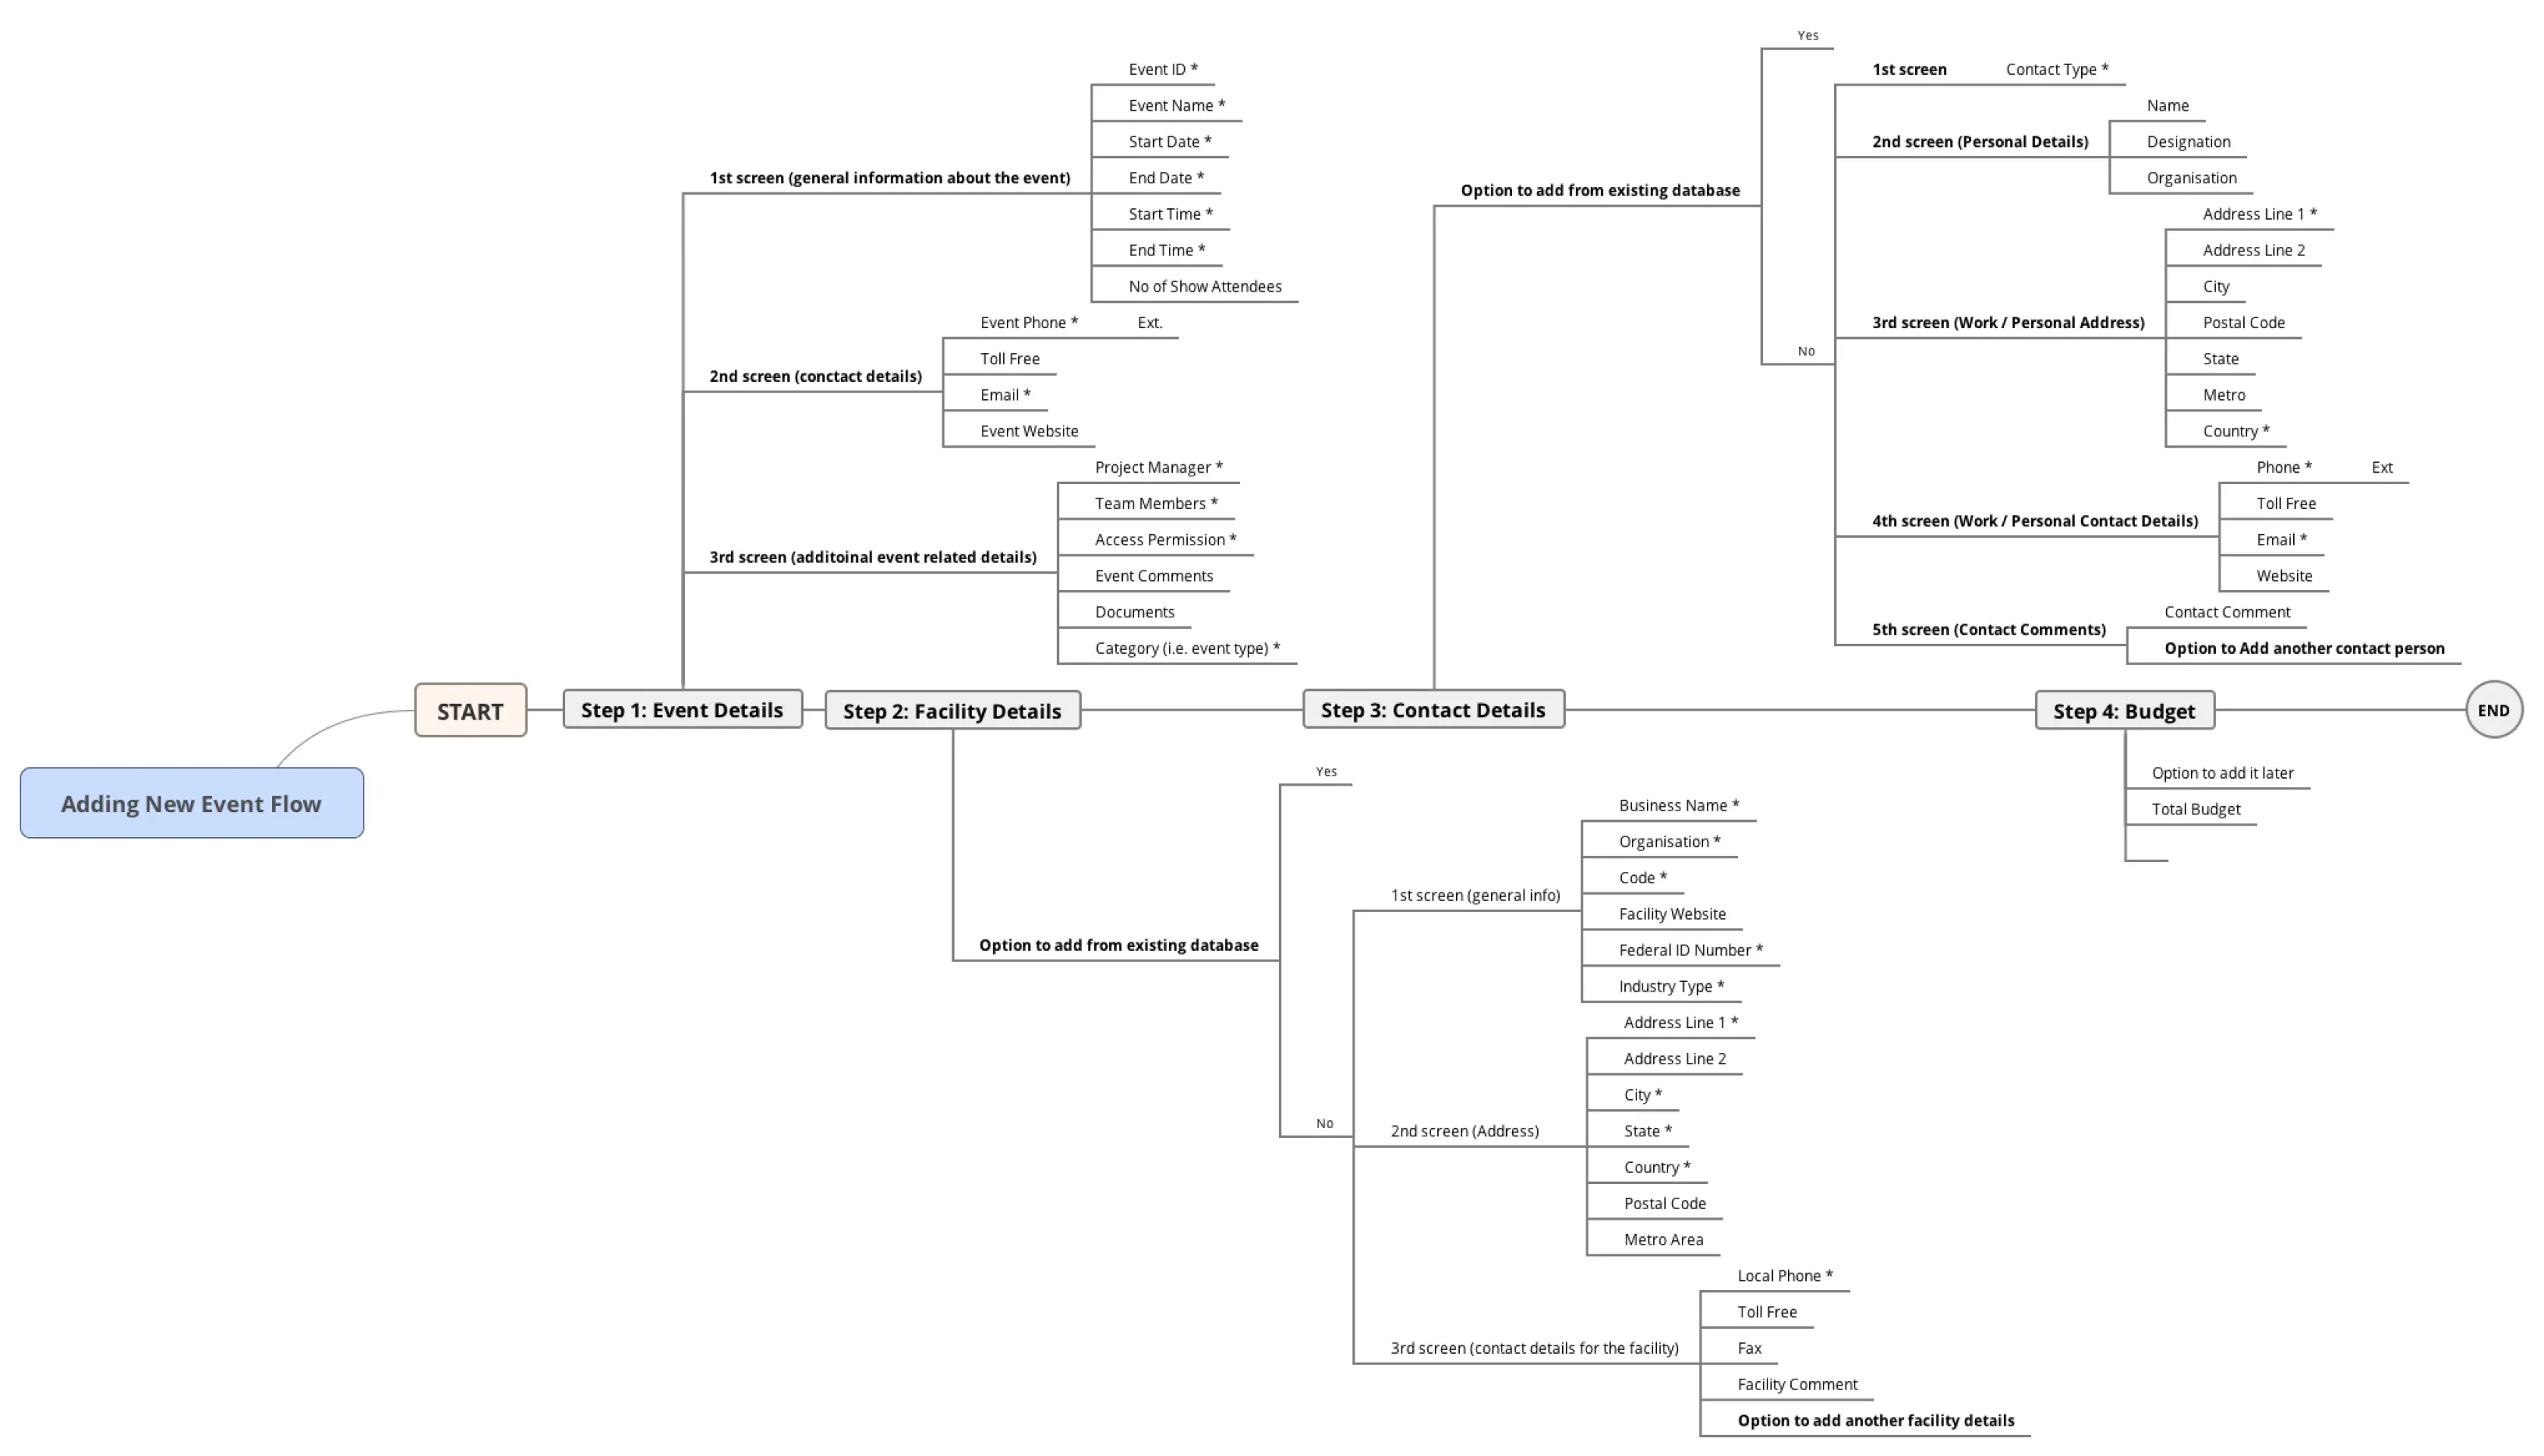 Adding New Event Flow
START
Step 1: Event Details
1st screen (general information about the event)
Event ID *
Event Name *
Start Date *
End Date *
Start Time *
End Time *
No of Show Attendees
2nd screen (conctact details)
Event Phone *
Ext.
Toll Free
Email *
Event Website
3rd screen (additoinal event related details)
Project Manager *
Team Members *
Access Permission *
Event Comments
Documents
Category (i.e. event type) *
Step 2: Facility Details
Option to add from existing database
Yes
No
1st screen (general info)
Business Name *
Organisation *
Code *
Facility Website
Federal ID Number *
Industry Type *
2nd screen (Address)
Address Line 1 *
Address Line 2
City *
State *
Country *
Postal Code
Metro Area
3rd screen (contact details for the facility)
Local Phone *
Toll Free
Fax
Facility Comment
Option to add another facility details
Step 3: Contact Details
Option to add from existing database
Yes
No
1st screen
Contact Type *
2nd screen (Personal Details)
Name
Designation
Organisation
3rd screen (Work / Personal Address)
Address Line 1 *
Address Line 2
City
Postal Code
State
Metro
Country *
4th screen (Work / Personal Contact Details)
Phone *
Ext
Toll Free
Email *
Website
5th screen (Contact Comments)
Contact Comment
Option to Add another contact person
Step 4: Budget
Option to add it later
Total Budget
END